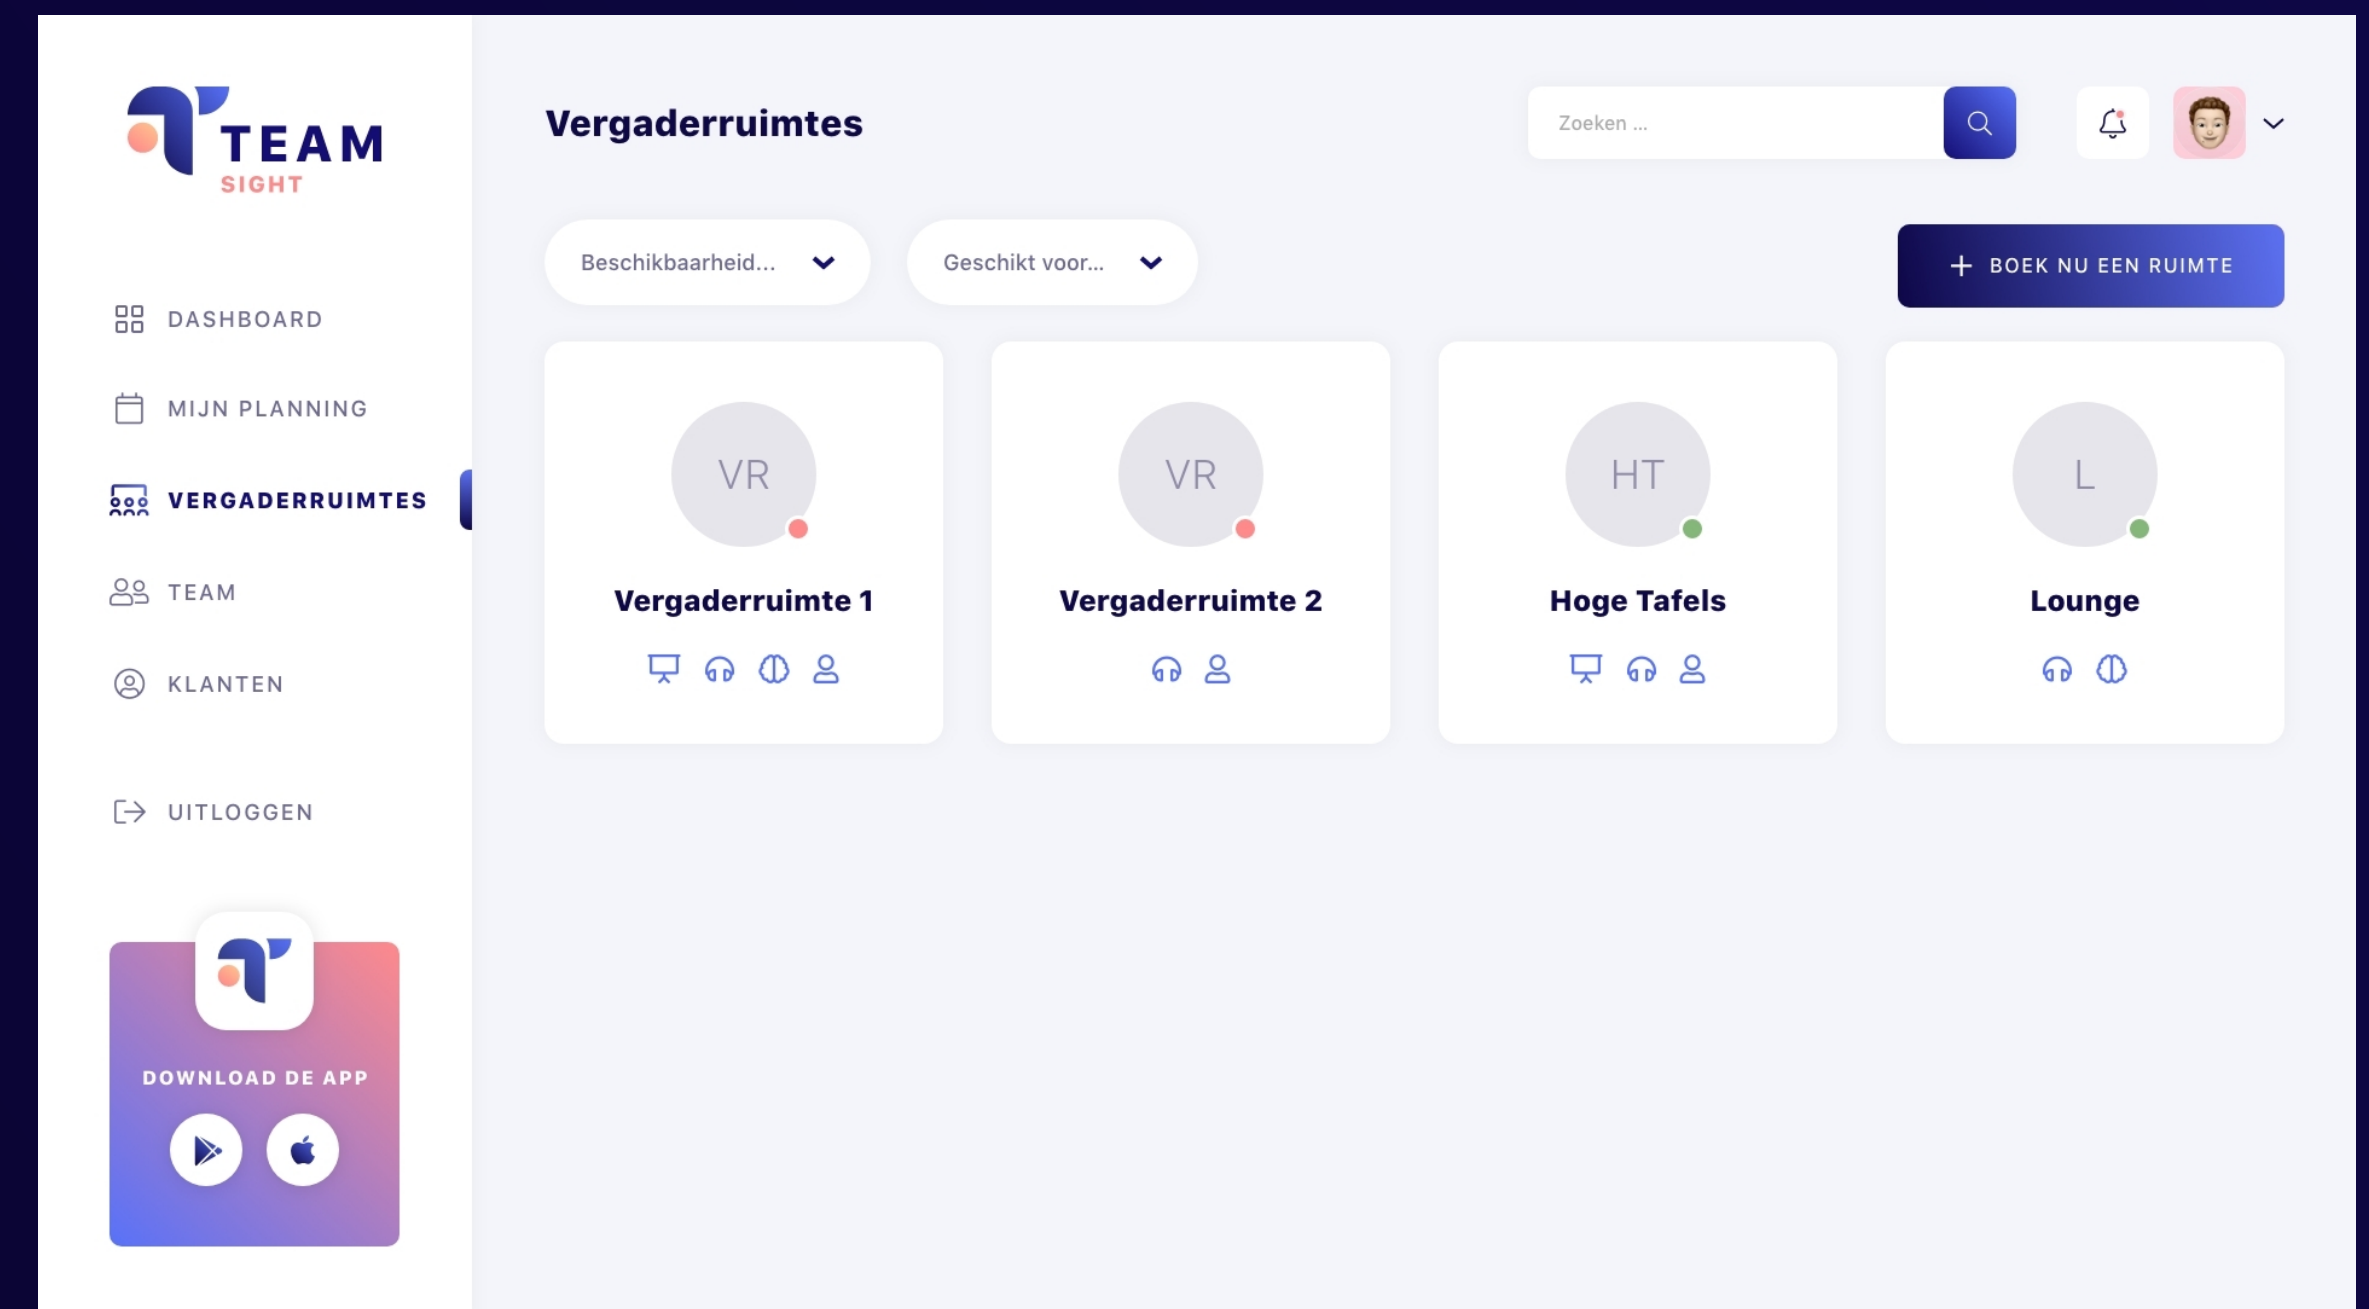 TEAM
SIGHT
DASHBOARD
MIJN PLANNING
VERGADERRUIMTES
TEAM
KLANTEN
UITLOGGEN
DOWNLOAD DE APP
Vergaderruimtes
Zoeken ...
Beschikbaarheid...
Geschikt voor...
BOEK NU EEN RUIMTE
VR
Vergaderruimte 1
VR
Vergaderruimte 2
HT
Hoge Tafels
L
Lounge